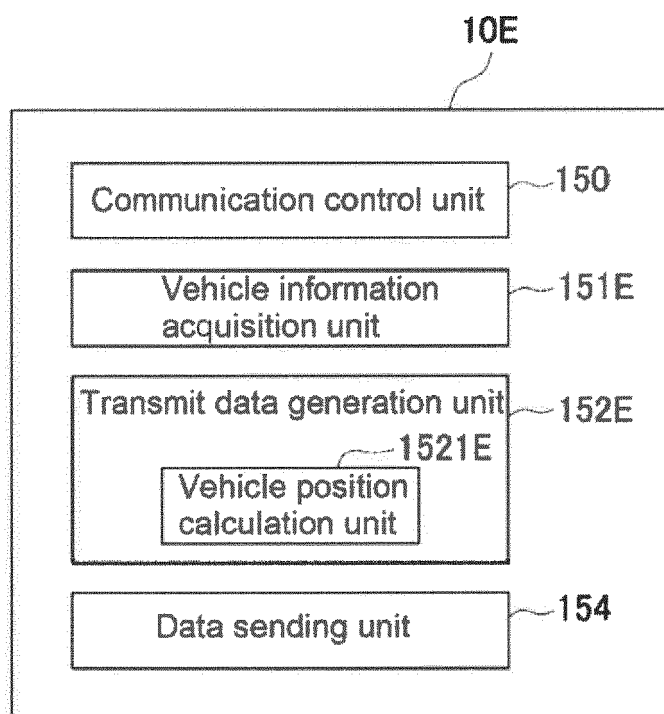 10E
Communication control unit
150
Vehicle information
acquisition unit
151E
Transmit data generation unit
152E
1521E
Vehicle position
calculation unit
Data sending unit
154